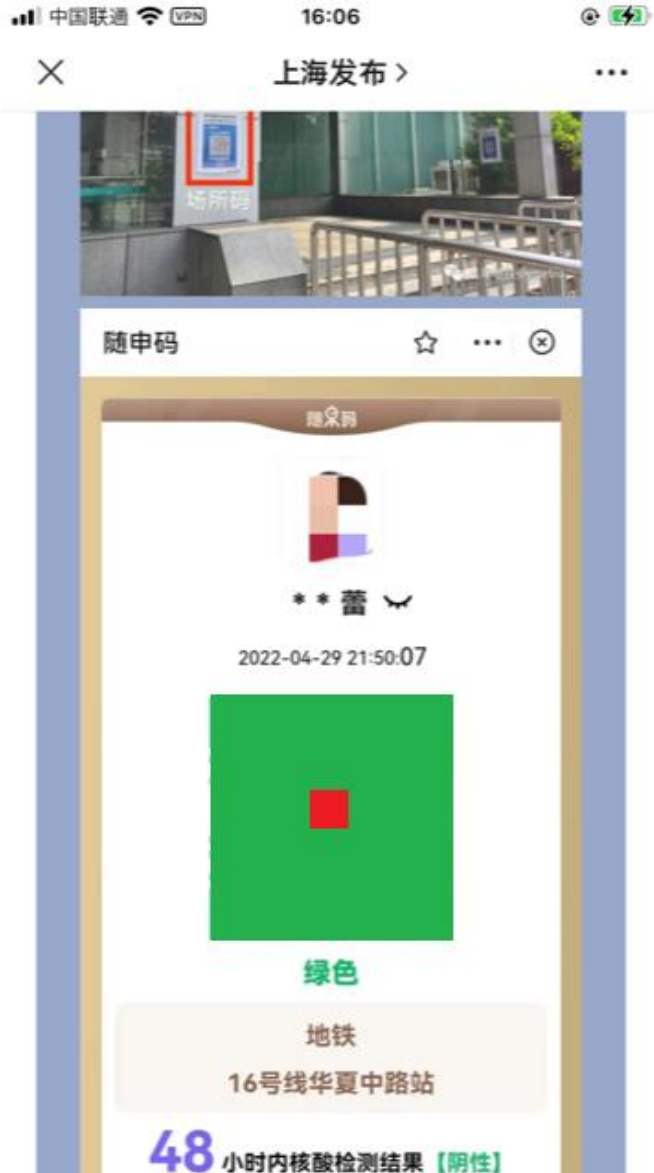 中国联通 VPN 16:06
上海发布 >
场所码
随申码
随申码
**蕾
2022-04-29 21:50:07
绿色
地铁
16号线华夏中路站
48小时内核酸检测结果【阴性】